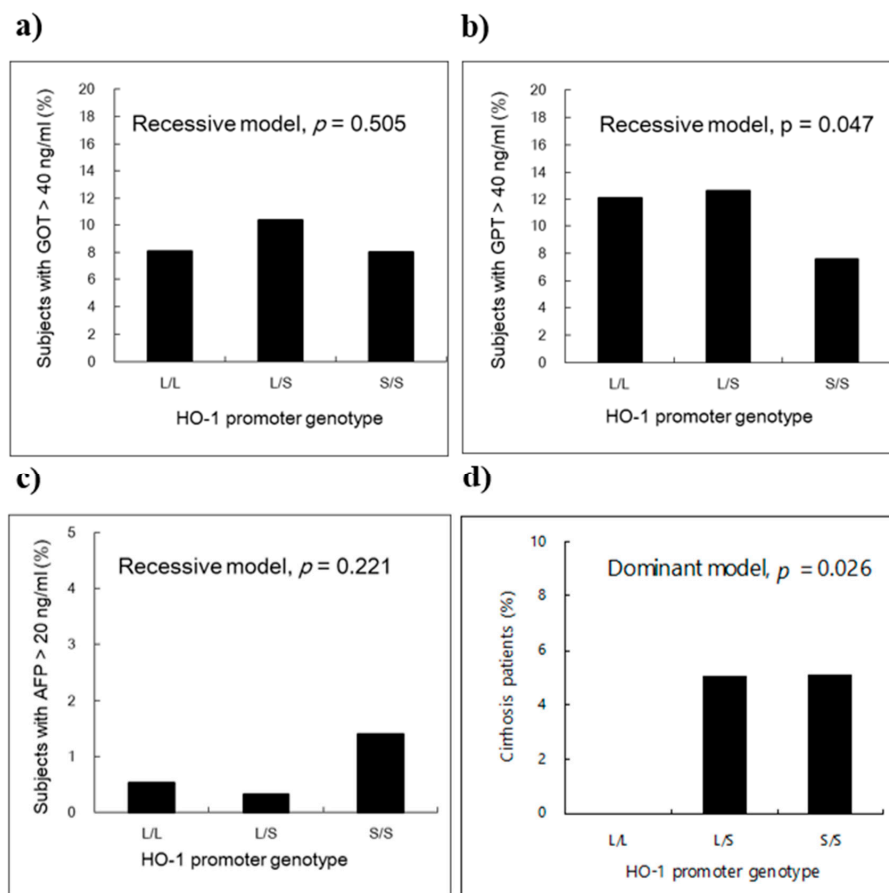 a)
Subjects with GOT > 40 ng/ml (%)
20
18
16
14
12
10
8
6
4
2
0
Recessive model, p = 0.505
L/L L/S S/S
HO-1 promoter genotype
b)
Subjects with GPT > 40 ng/ml (%)
20
18
16
14
12
10
8
6
4
2
0
Recessive model, p = 0.047
L/L L/S S/S
HO-1 promoter genotype
c)
Subjects with AFP > 20 ng/ml (%)
5
4
3
2
1
0
Recessive model, p = 0.221
L/L L/S S/S
HO-1 promoter genotype
d)
Cirrhosis patients (%)
10
8
6
4
2
0
Dominant model, p = 0.026
L/L L/S S/S
HO-1 promoter genotype